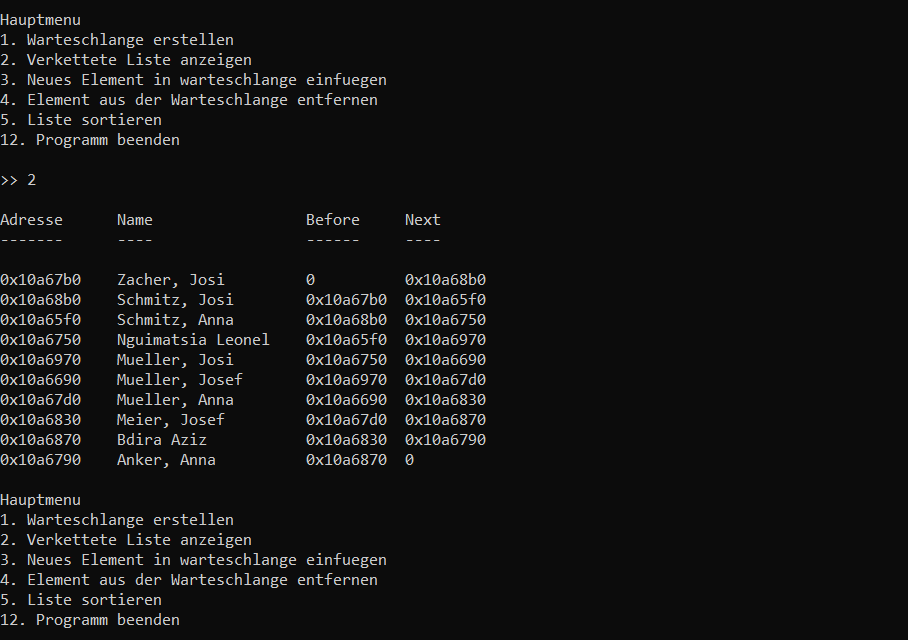 Hauptmenu
1. Warteschlange erstellen
2. Verkettete Liste anzeigen
3. Neues Element in warteschlange einfuegen
4. Element aus der Warteschlange entfernen
5. Liste sortieren
12. Programm beenden
>> 2
Adresse Name Before Next
------- ---- ------ ----
0x10a67b0 Zacher, Josi 0 0x10a68b0
0x10a68b0 Schmitz, Josi 0x10a67b0 0x10a65f0
0x10a65f0 Schmitz, Anna 0x10a68b0 0x10a6750
0x10a6750 Nguimatsia Leonel 0x10a65f0 0x10a6970
0x10a6970 Mueller, Josi 0x10a6750 0x10a6690
0x10a6690 Mueller, Josef 0x10a6970 0x10a67d0
0x10a67d0 Mueller, Anna 0x10a6690 0x10a6830
0x10a6830 Meier, Josef 0x10a67d0 0x10a6870
0x10a6870 Bdira Aziz 0x10a6830 0x10a6790
0x10a6790 Anker, Anna 0x10a6870 0
Hauptmenu
1. Warteschlange erstellen
2. Verkettete Liste anzeigen
3. Neues Element in warteschlange einfuegen
4. Element aus der Warteschlange entfernen
5. Liste sortieren
12. Programm beenden